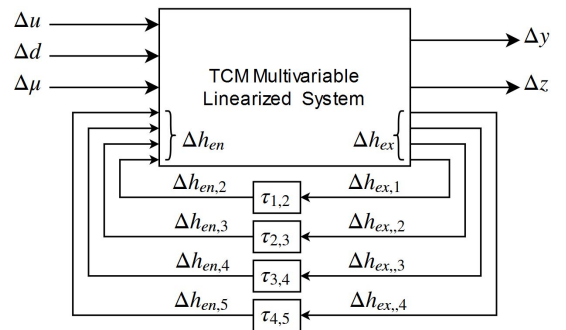 Δu
Δd
Δμ
TCM Multivariable
Linearized System
Δy
Δz
Δh_en
Δh_ex
Δh_en,2 τ_1,2 Δh_ex,1
Δh_en,3 τ_2,3 Δh_ex,,2
Δh_en,4 τ_3,4 Δh_ex,,3
Δh_en,5 τ_4,5 Δh_ex,,4